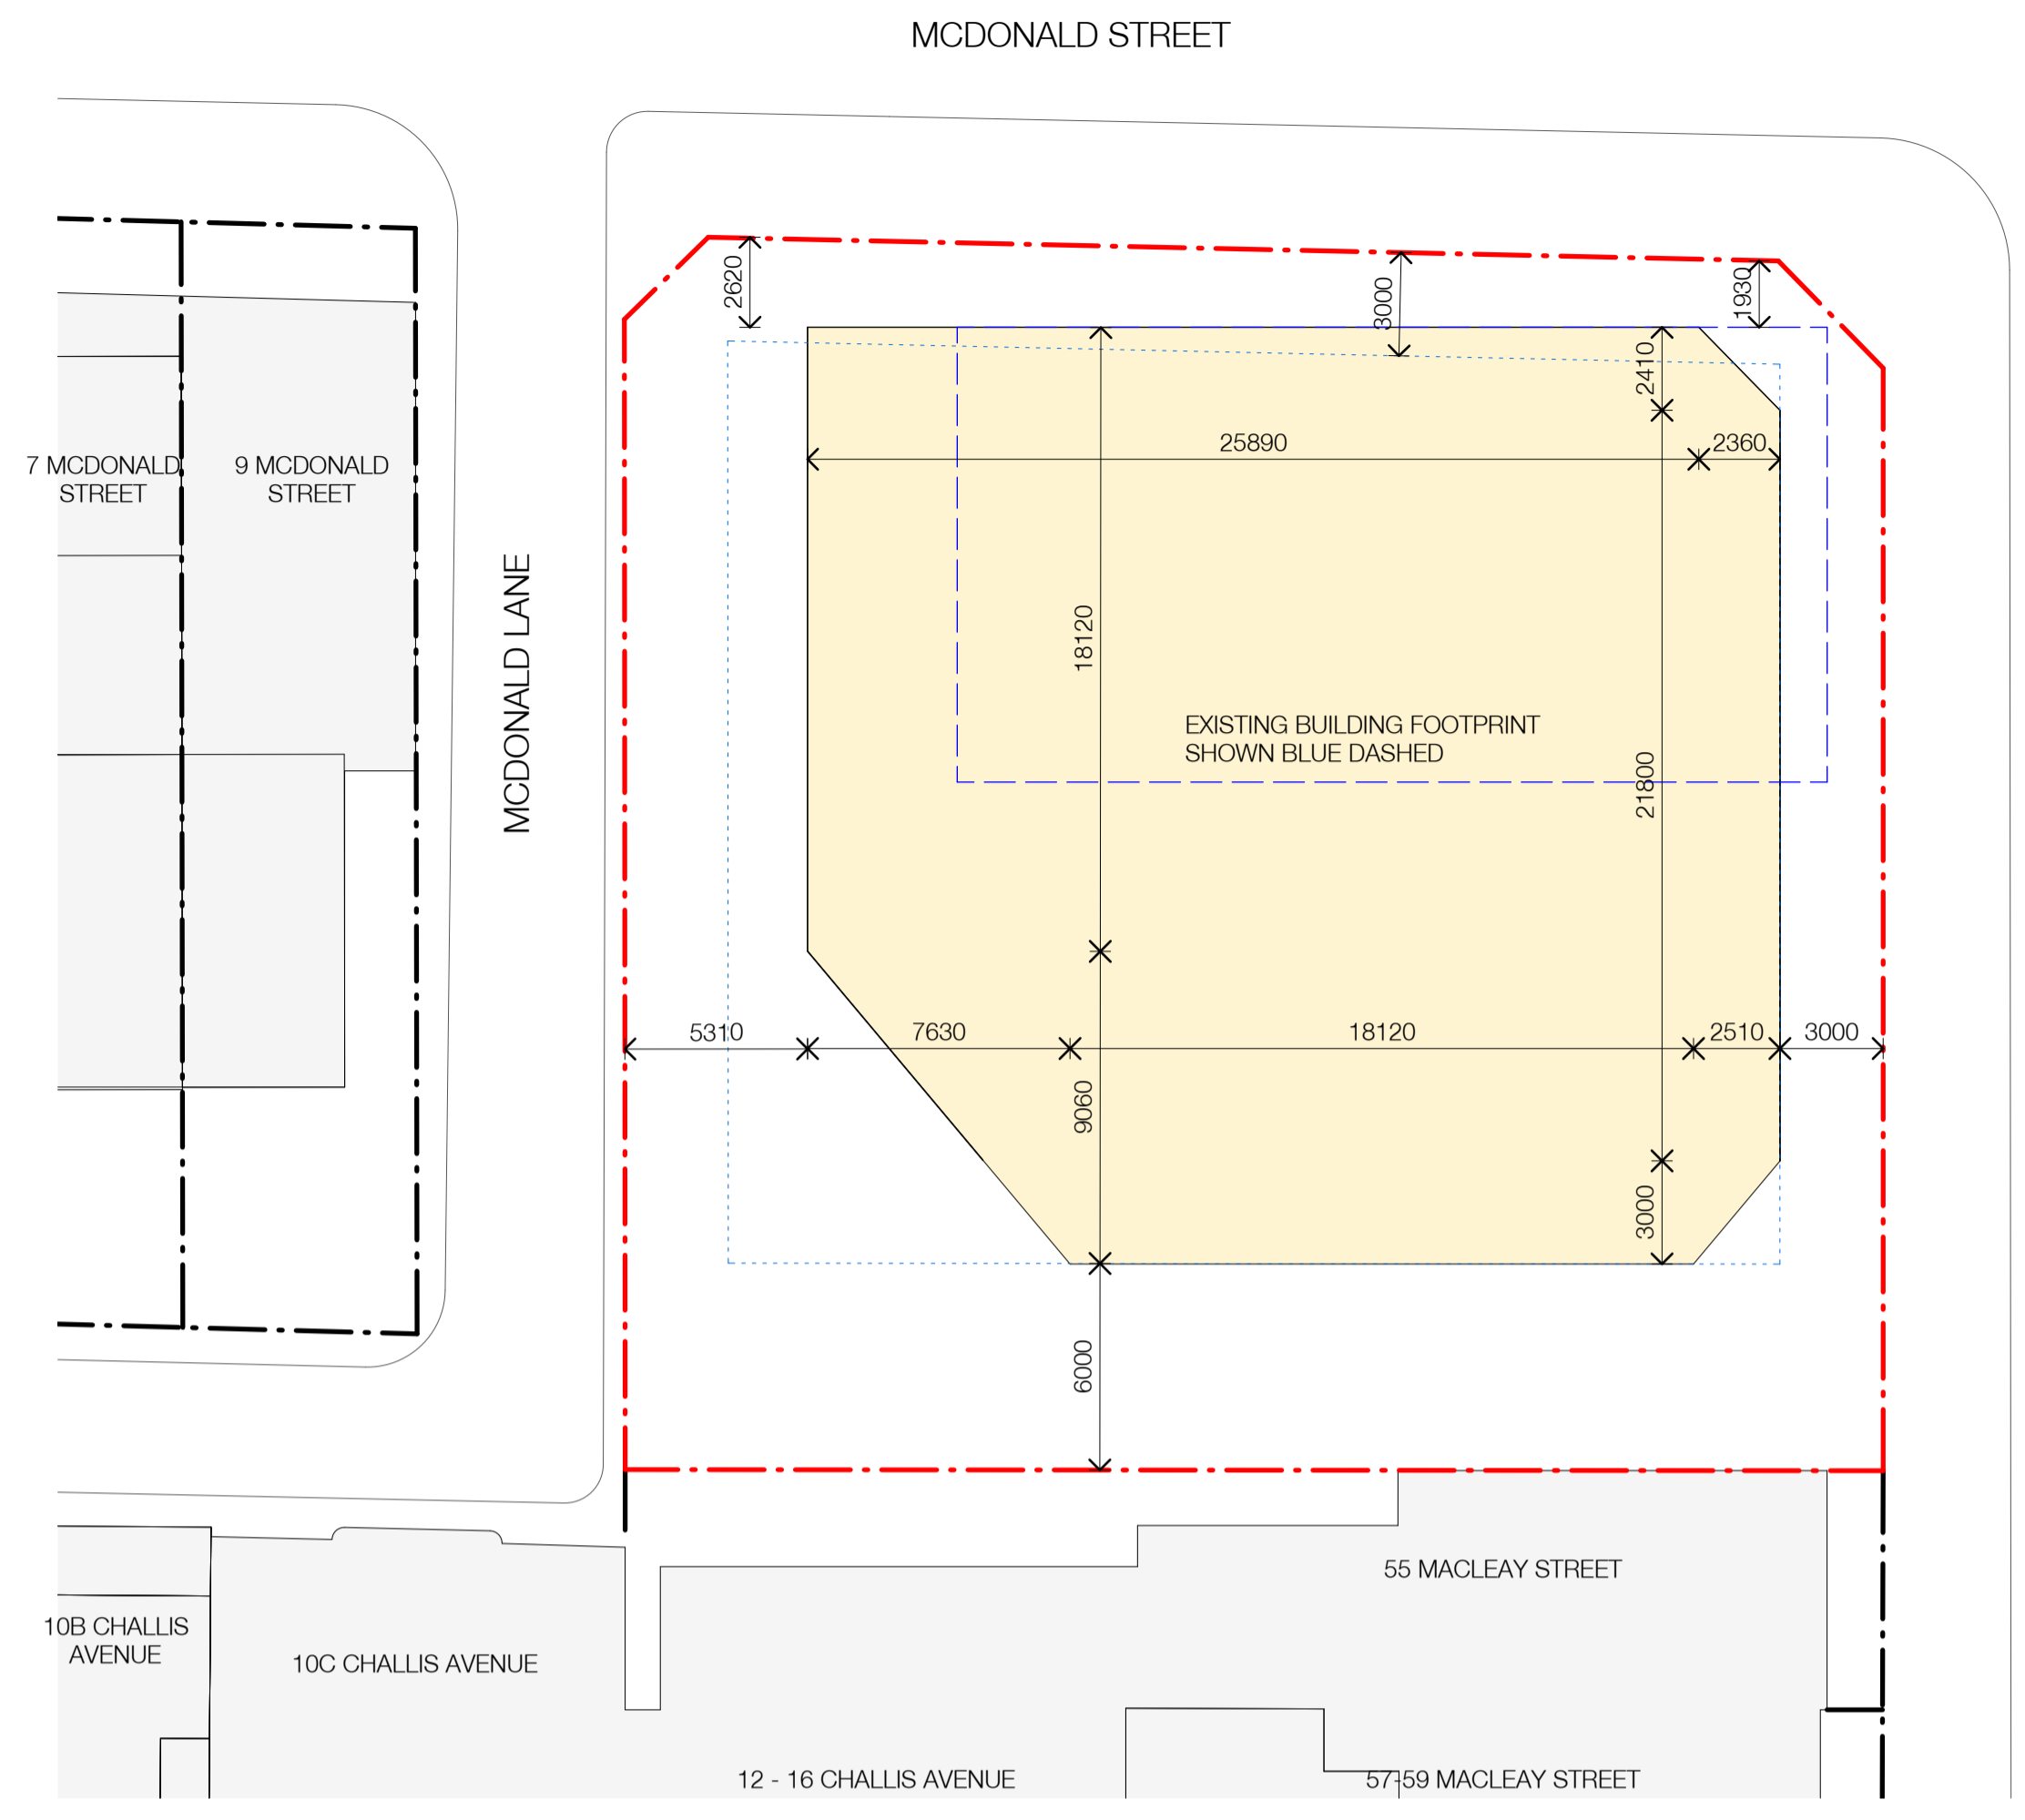 MCDONALD STREET
2620
3000
1930
2410
25890
2360
7 MCDONALD
STREET
9 MCDONALD
STREET
MCDONALD LANE
18120
EXISTING BUILDING FOOTPRINT
SHOWN BLUE DASHED
21800
5310
7630
18120
2510
3000
9060
3000
6000
55 MACLEAY STREET
10B CHALLIS
AVENUE
10C CHALLIS AVENUE
12 - 16 CHALLIS AVENUE
57-59 MACLEAY STREET